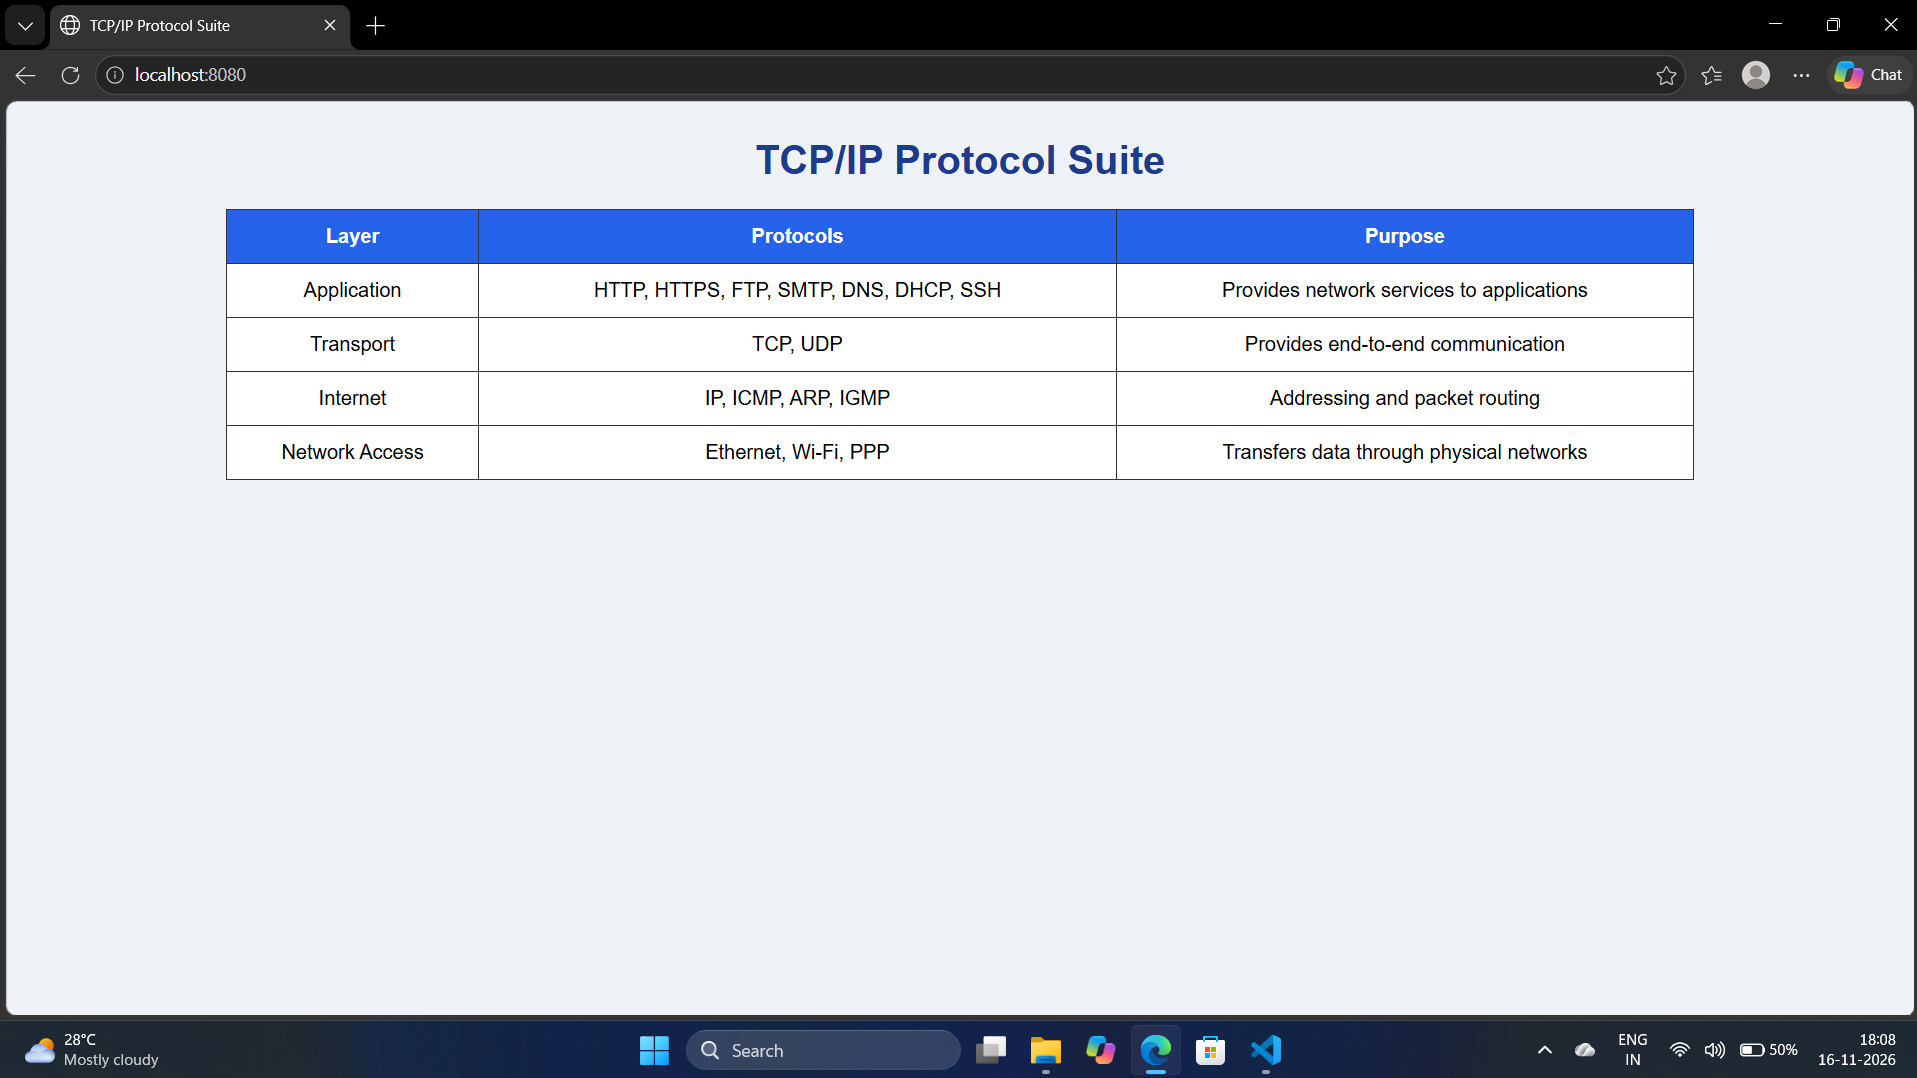 TCP/IP Protocol Suite
localhost:8080
Chat
TCP/IP Protocol Suite
Layer Protocols Purpose
Application HTTP, HTTPS, FTP, SMTP, DNS, DHCP, SSH Provides network services to applications
Transport TCP, UDP Provides end-to-end communication
Internet IP, ICMP, ARP, IGMP Addressing and packet routing
Network Access Ethernet, Wi-Fi, PPP Transfers data through physical networks
28°C
Mostly cloudy
Search
ENG
IN
50%
18:08
16-11-2026